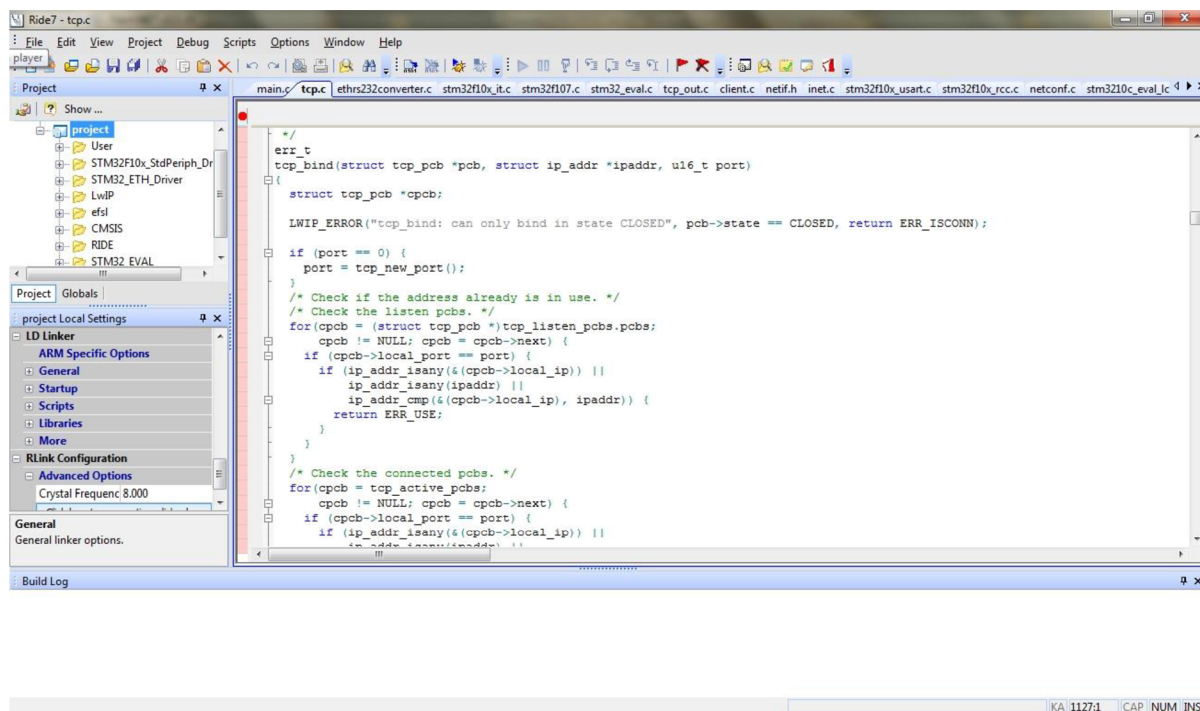 Ride7 - tcp.c
File Edit View Project Debug Scripts Options Window Help
player
Project
main.c tcp.c ethrs232converter.c stm32f10x_it.c stm32f107.c stm32_eval.c tcp_out.c client.c netif.h inet.c stm32f10x_usart.c stm32f10x_rcc.c netconf.c stm3210c_eval_lc
Show ...
project
User
STM32F10x_StdPeriph_Dr
STM32_ETH_Driver
LwIP
efsl
CMSIS
RIDE
STM32_EVAL
Project Globals
project Local Settings
LD Linker
ARM Specific Options
General
Startup
Scripts
Libraries
More
RLink Configuration
Advanced Options
Crystal Frequenc 8.000
General
General linker options.
*/
err_t
tcp_bind(struct tcp_pcb *pcb, struct ip_addr *ipaddr, u16_t port)
{
struct tcp_pcb *cpcb;
LWIP_ERROR("tcp_bind: can only bind in state CLOSED", pcb->state == CLOSED, return ERR_ISCONN);
if (port == 0) {
port = tcp_new_port();
}
/* Check if the address already is in use. */
/* Check the listen pcbs. */
for(cpcb = (struct tcp_pcb *)tcp_listen_pcbs.pcbs;
cpcb != NULL; cpcb = cpcb->next) {
if (cpcb->local_port == port) {
if (ip_addr_isany(&(cpcb->local_ip)) ||
ip_addr_isany(ipaddr) ||
ip_addr_cmp(&(cpcb->local_ip), ipaddr)) {
return ERR_USE;
}
}
}
/* Check the connected pcbs. */
for(cpcb = tcp_active_pcbs;
cpcb != NULL; cpcb = cpcb->next) {
if (cpcb->local_port == port) {
if (ip_addr_isany(&(cpcb->local_ip)) ||
ip_addr_isany(ipaddr) ||
Build Log
KA 1127:1 CAP NUM INS